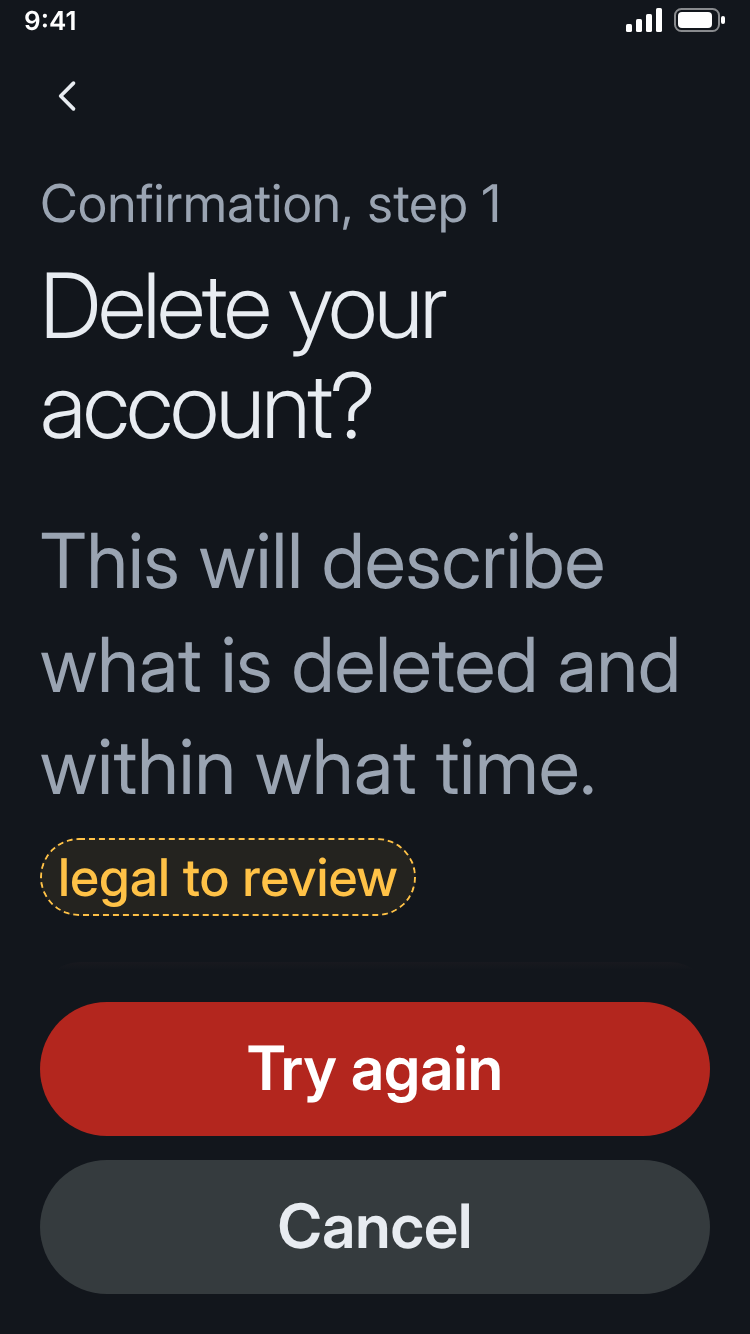 9:41
Confirmation, step 1
Delete your
account?
This will describe
what is deleted and
within what time.
legal to review
Try again
Cancel